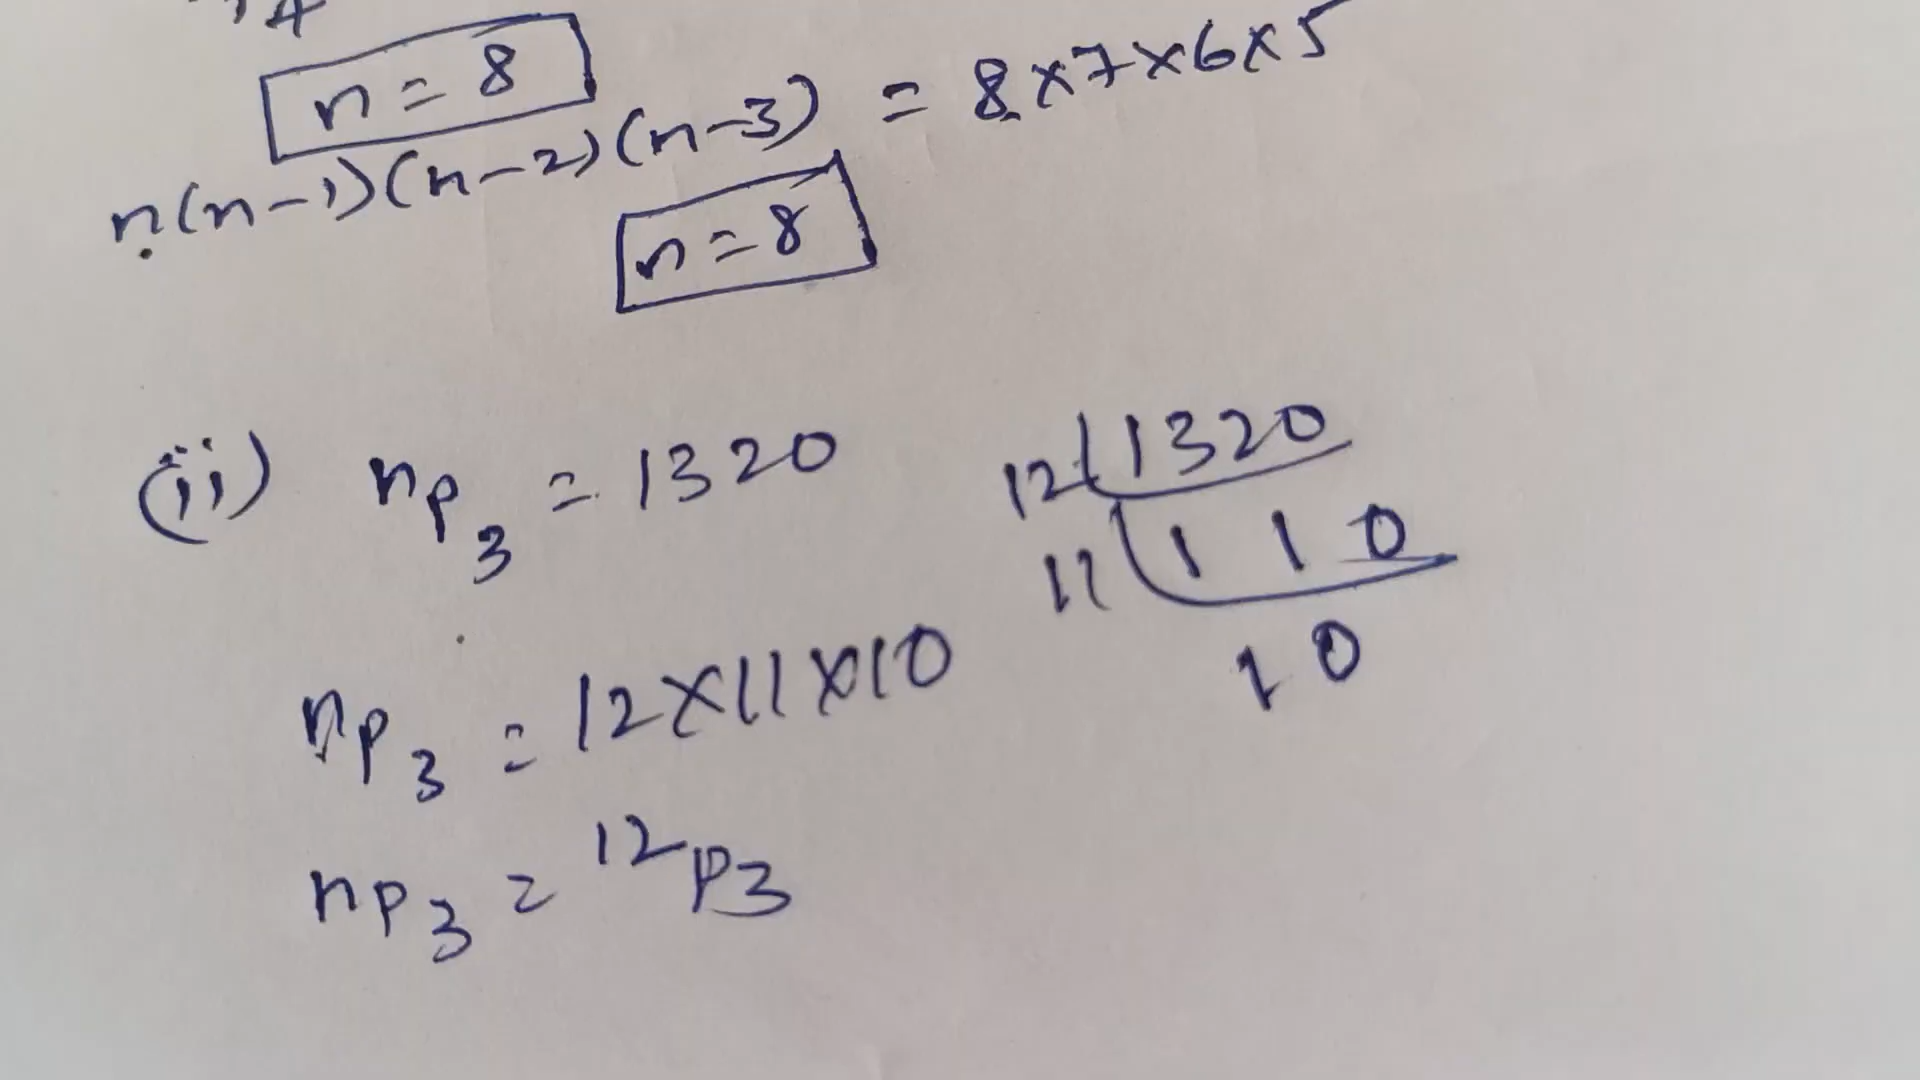 n = 8
n(n-1)(n-2)(n-3) = 8×7×6×5
n = 8
(ii) nP3 = 1320
12 1320
11 110
10
nP3 = 12×11×10
nP3 = 12P3